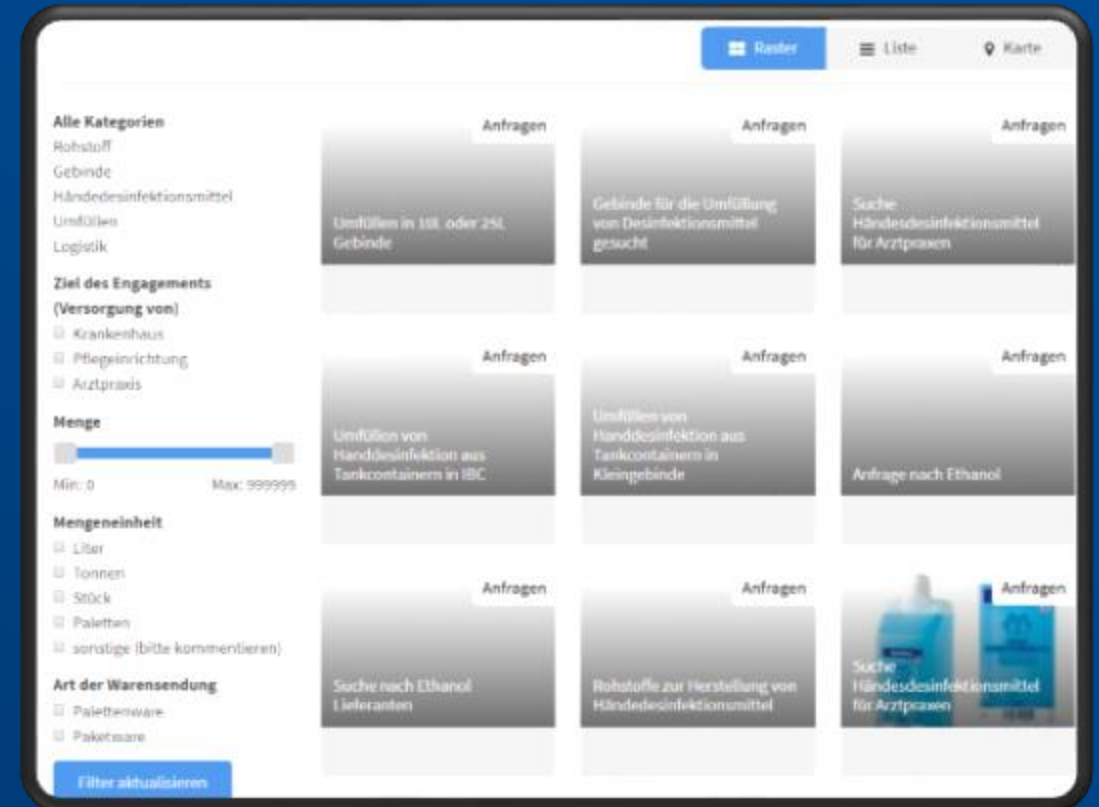 Raster
Liste
Karte
Alle Kategorien
Rohstoff
Gebinde
Händedesinfektionsmittel
Umfüllen
Logistik
Ziel des Engagements
(Versorgung von)
Krankenhaus
Pflegeinrichtung
Arztpraxis
Menge
Min: 0
Max: 999999
Mengeneinheit
Liter
Tonnen
Stück
Paletten
sonstige (bitte kommentieren)
Art der Warensendung
Palettenware
Paketware
Filter aktualisieren
Anfragen
Umfüllen in 10L oder 25L
Gebinde
Anfragen
Gebinde für die Umfüllung
von Desinfektionsmittel
gesucht
Anfragen
Suche
Händesdesinfektionsmittel
für Arztpraxen
Anfragen
Umfüllen von
Handdesinfektion aus
Tankcontainern in IBC
Anfragen
Umfüllen von
Handdesinfektion aus
Tankcontainern in
Kleingebinde
Anfragen
Anfrage nach Ethanol
Anfragen
Suche nach Ethanol
Lieferanten
Anfragen
Rohstoffe zur Herstellung von
Händedesinfektionsmittel
Anfragen
Suche
Händesdesinfektionsmittel
für Arztpraxen